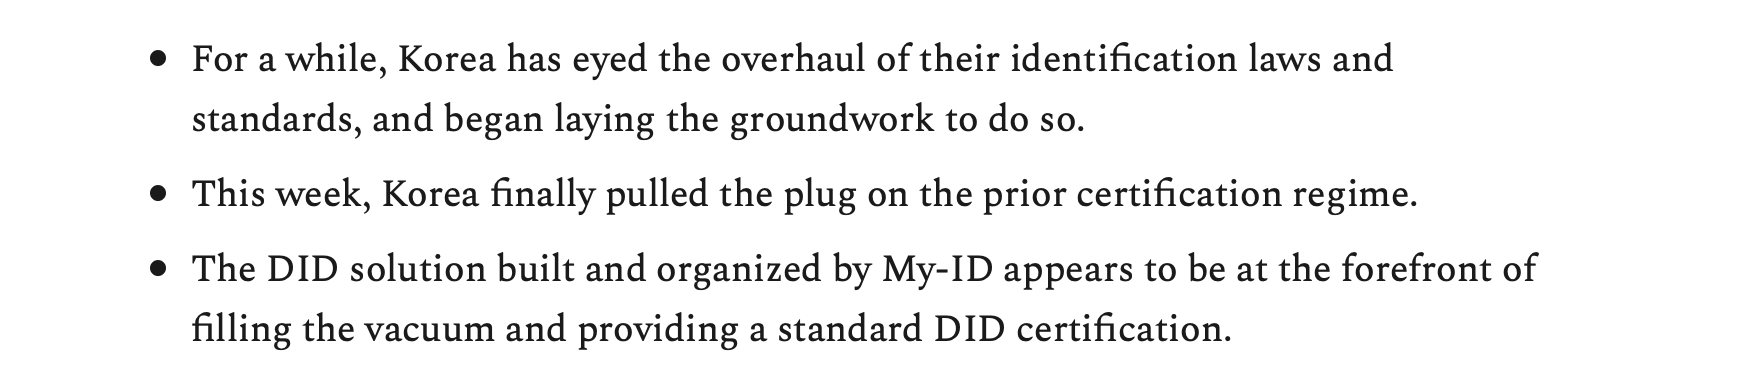 • For a while, Korea has eyed the overhaul of their identification laws and
standards, and began laying the groundwork to do so.
• This week, Korea finally pulled the plug on the prior certification regime.
• The DID solution built and organized by My-ID appears to be at the forefront of
filling the vacuum and providing a standard DID certification.